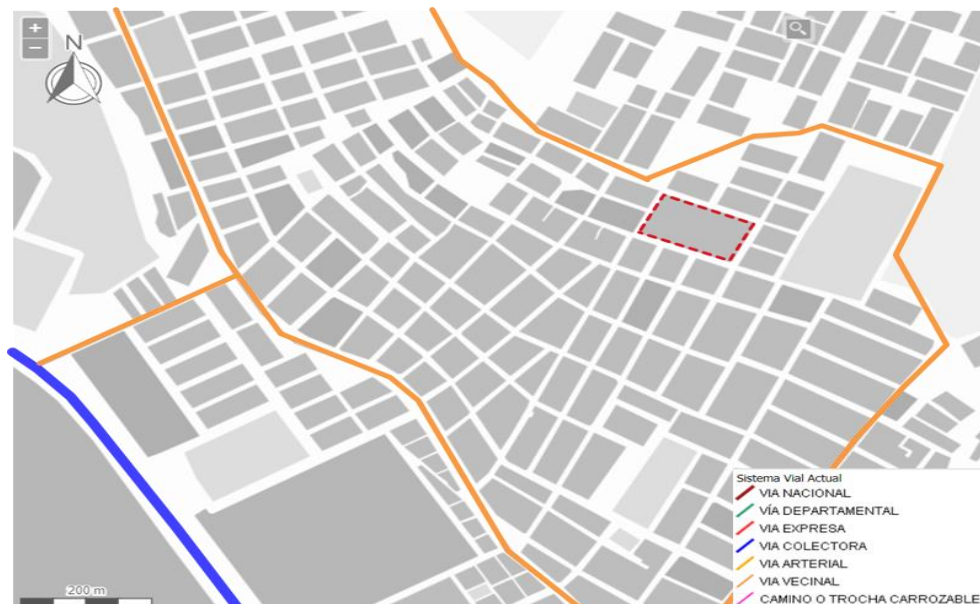 +
−
N
200 m
Sistema Vial Actual
VIA NACIONAL
VÍA DEPARTAMENTAL
VIA EXPRESA
VIA COLECTORA
VIA ARTERIAL
VIA VECINAL
CAMINO O TROCHA CARROZABLE